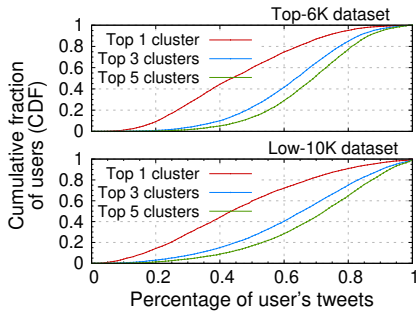 Top-6K dataset
Cumulative fraction
of users (CDF)
1
0.8
0.6
0.4
0.2
0
Top 1 cluster
Top 3 clusters
Top 5 clusters
Low-10K dataset
1
0.8
0.6
0.4
0.2
0
Top 1 cluster
Top 3 clusters
Top 5 clusters
0 0.2 0.4 0.6 0.8 1
Percentage of user's tweets